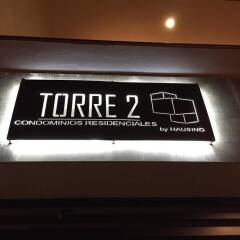 TORRE 2
CONDOMINIOS RESIDENCIALES
by HAUSING